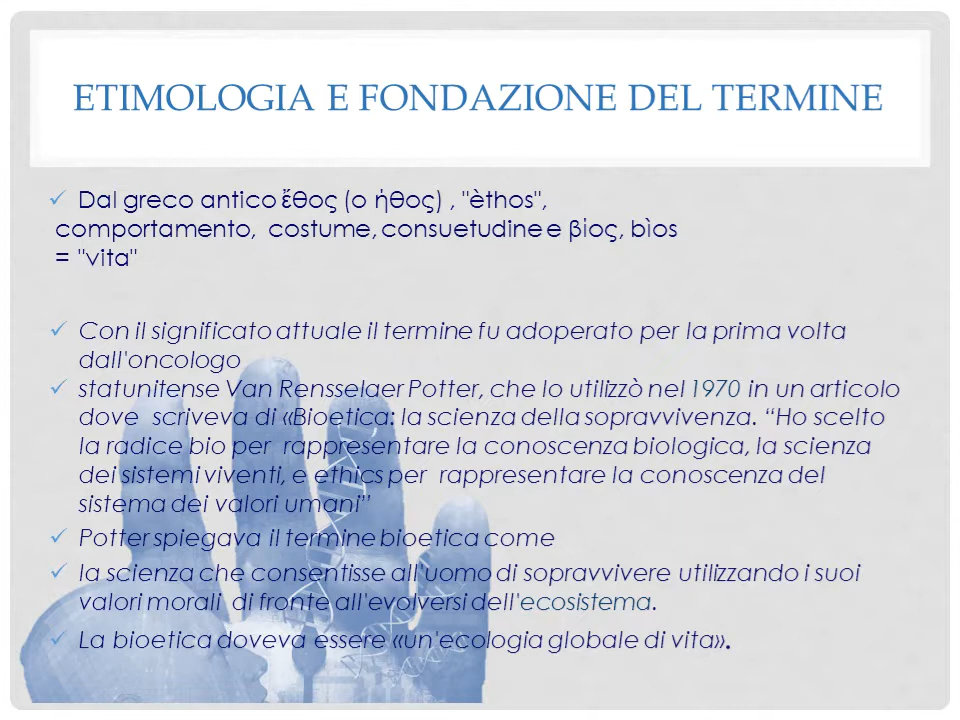 ETIMOLOGIA E FONDAZIONE DEL TERMINE
✓ Dal greco antico ἔθος (o ήθος) , "èthos",
comportamento, costume, consuetudine e βίος, bìos
= "vita"
✓ Con il significato attuale il termine fu adoperato per la prima volta
dall'oncologo
✓ statunitense Van Rensselaer Potter, che lo utilizzò nel 1970 in un articolo
dove scriveva di «Bioetica: la scienza della sopravvivenza. “Ho scelto
la radice bio per rappresentare la conoscenza biologica, la scienza
dei sistemi viventi, e ethics per rappresentare la conoscenza del
sistema dei valori umani”
✓ Potter spiegava il termine bioetica come
✓ la scienza che consentisse all'uomo di sopravvivere utilizzando i suoi
valori morali di fronte all'evolversi dell'ecosistema.
✓ La bioetica doveva essere «un'ecologia globale di vita».